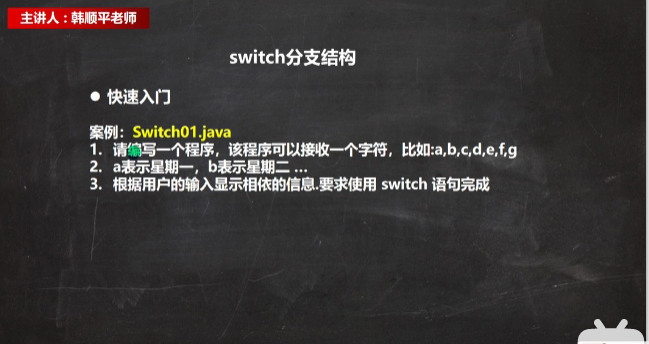 主讲人：韩顺平老师
switch分支结构
● 快速入门
案例：Switch01.java
1. 请编写一个程序，该程序可以接收一个字符，比如:a,b,c,d,e,f,g
2. a表示星期一，b表示星期二 ...
3. 根据用户的输入显示相依的信息.要求使用 switch 语句完成